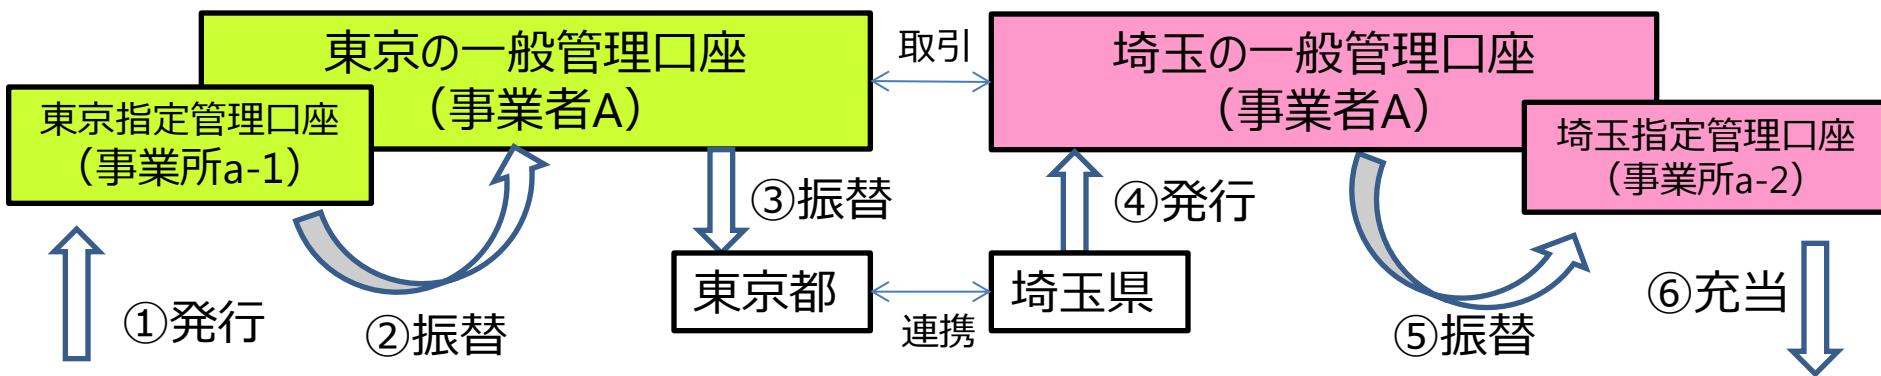 東京の一般管理口座
（事業者A）
取引
埼玉の一般管理口座
（事業者A）
東京指定管理口座
（事業所a-1）
埼玉指定管理口座
（事業所a-2）
③振替
④発行
東京都
埼玉県
連携
①発行
②振替
⑤振替
⑥充当